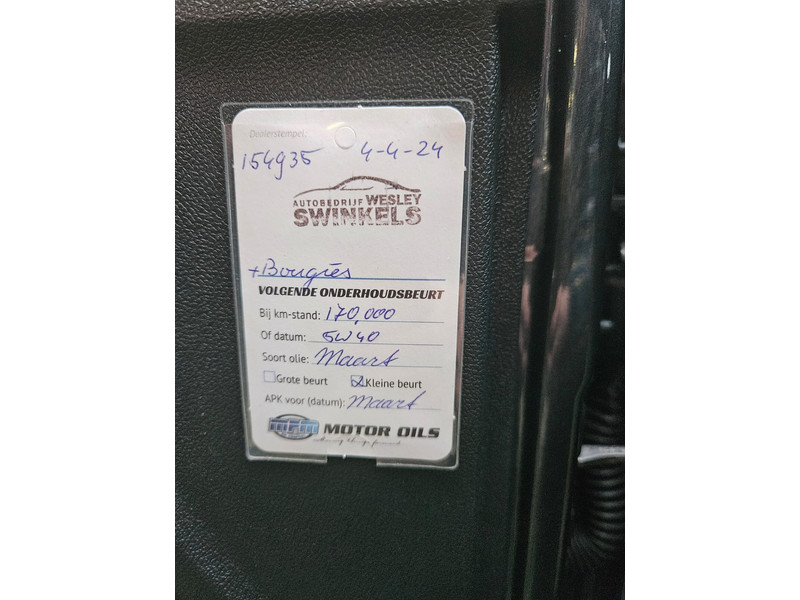 Dealerstempel:
154935 4-4-24
AUTOBEDRIJF WESLEY
SWINKELS
+Bougies
VOLGENDE ONDERHOUDSBEURT
Bij km-stand: 170.000
Of datum: 5W40
Soort olie: Maart
Grote beurt Kleine beurt
APK voor (datum): Maart
MPM MOTOR OILS